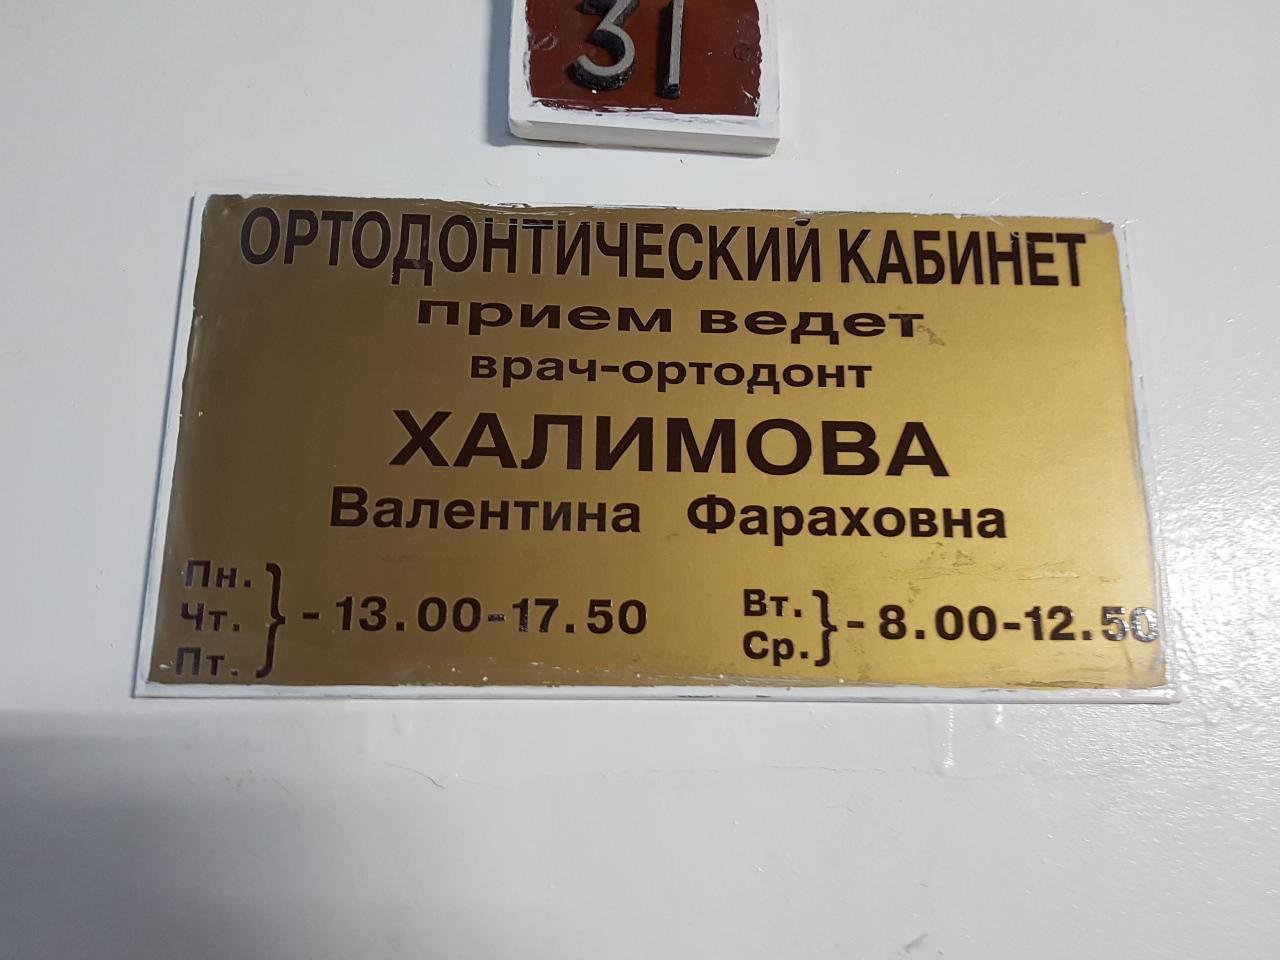 31
ОРТОДОНТИЧЕСКИЙ КАБИНЕТ
прием ведет
врач-ортодонт
ХАЛИМОВА
Валентина Фараховна
Пн.
Чт. } - 13.00-17.50
Пт.
Вт. } - 8.00-12.50
Ср.